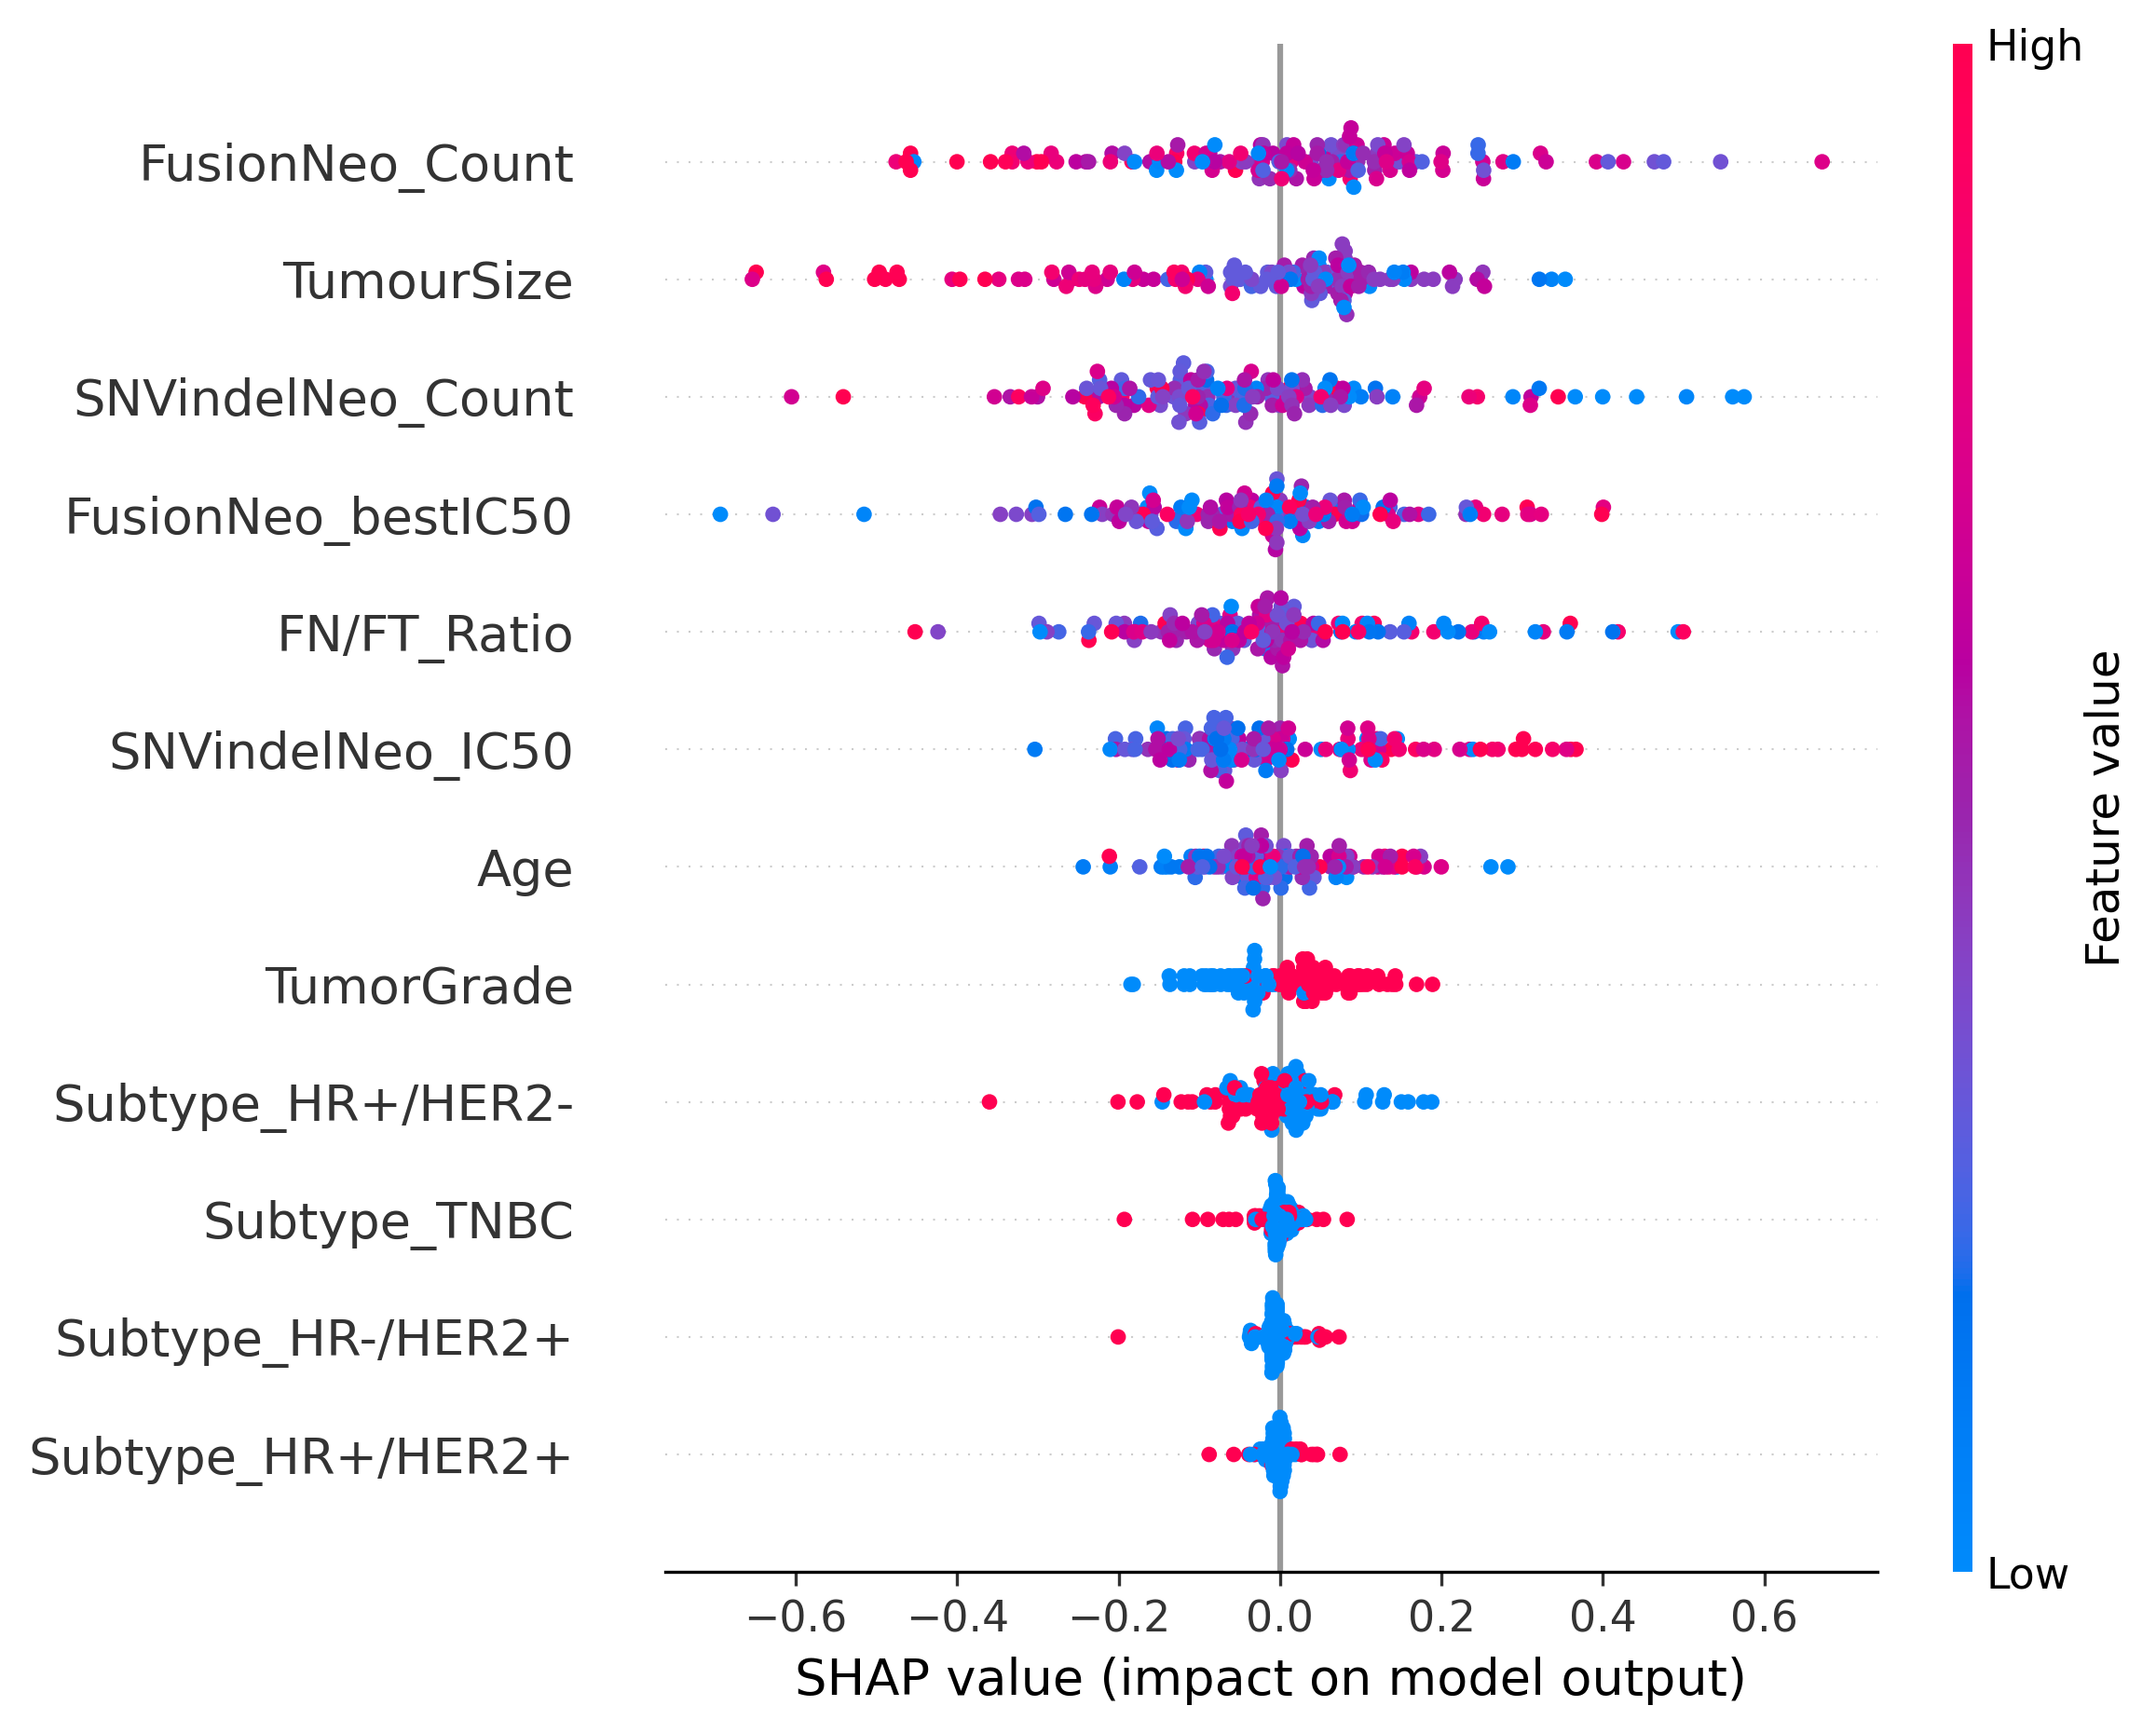 High
FusionNeo_Count
TumourSize
SNVindelNeo_Count
FusionNeo_bestIC50
FN/FT_Ratio
SNVindelNeo_IC50
Age
TumorGrade
Subtype_HR+/HER2-
Subtype_TNBC
Subtype_HR-/HER2+
Subtype_HR+/HER2+
Feature value
Low
−0.6 −0.4 −0.2 0.0 0.2 0.4 0.6
SHAP value (impact on model output)